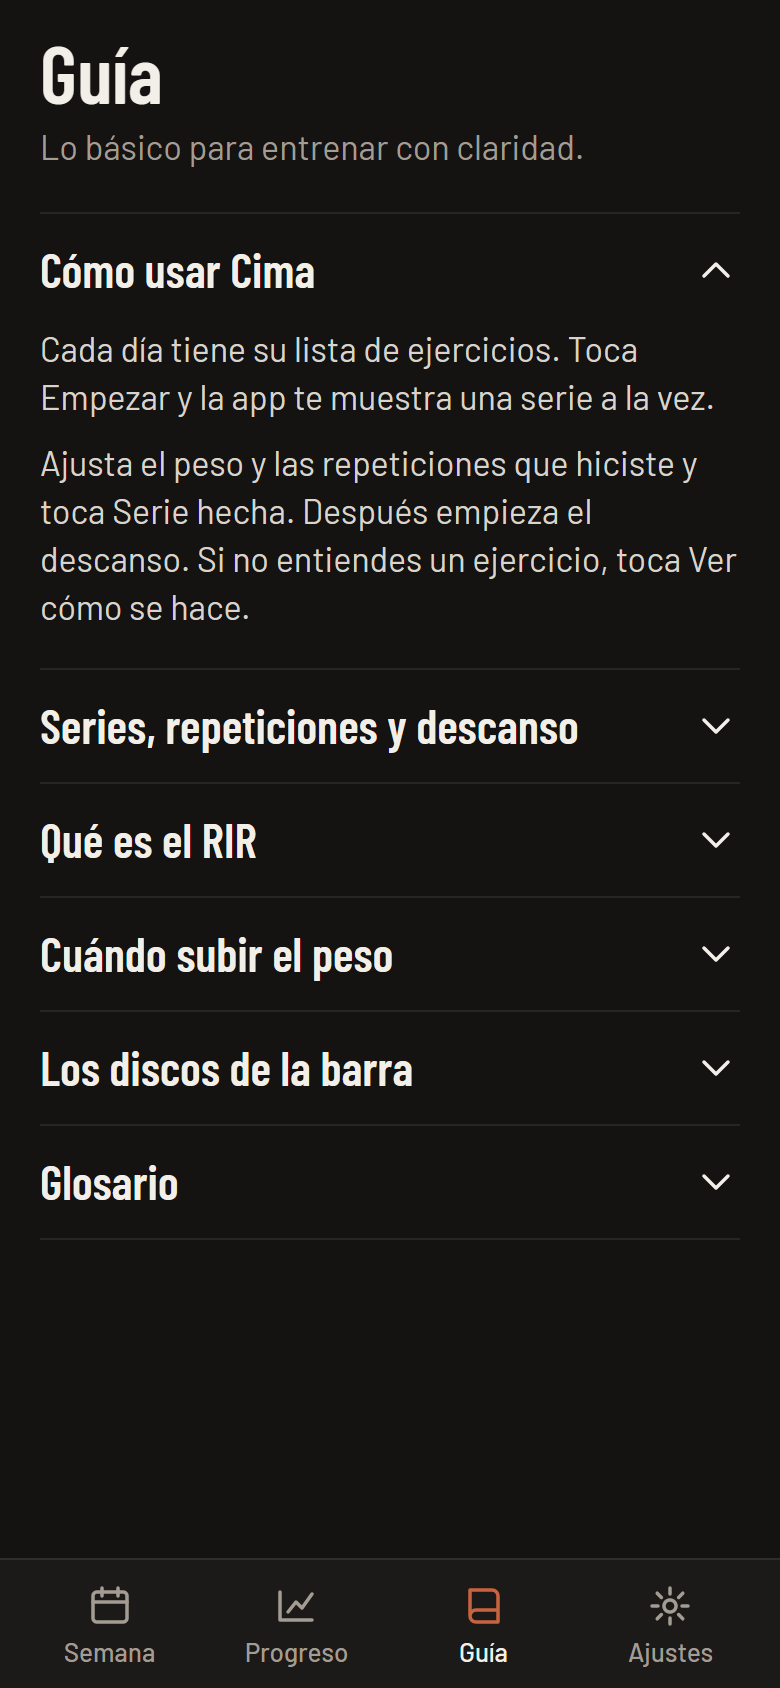 Guía
Lo básico para entrenar con claridad.
Cómo usar Cima
Cada día tiene su lista de ejercicios. Toca
Empezar y la app te muestra una serie a la vez.
Ajusta el peso y las repeticiones que hiciste y
toca Serie hecha. Después empieza el
descanso. Si no entiendes un ejercicio, toca Ver
cómo se hace.
Series, repeticiones y descanso
Qué es el RIR
Cuándo subir el peso
Los discos de la barra
Glosario
Semana
Progreso
Guía
Ajustes